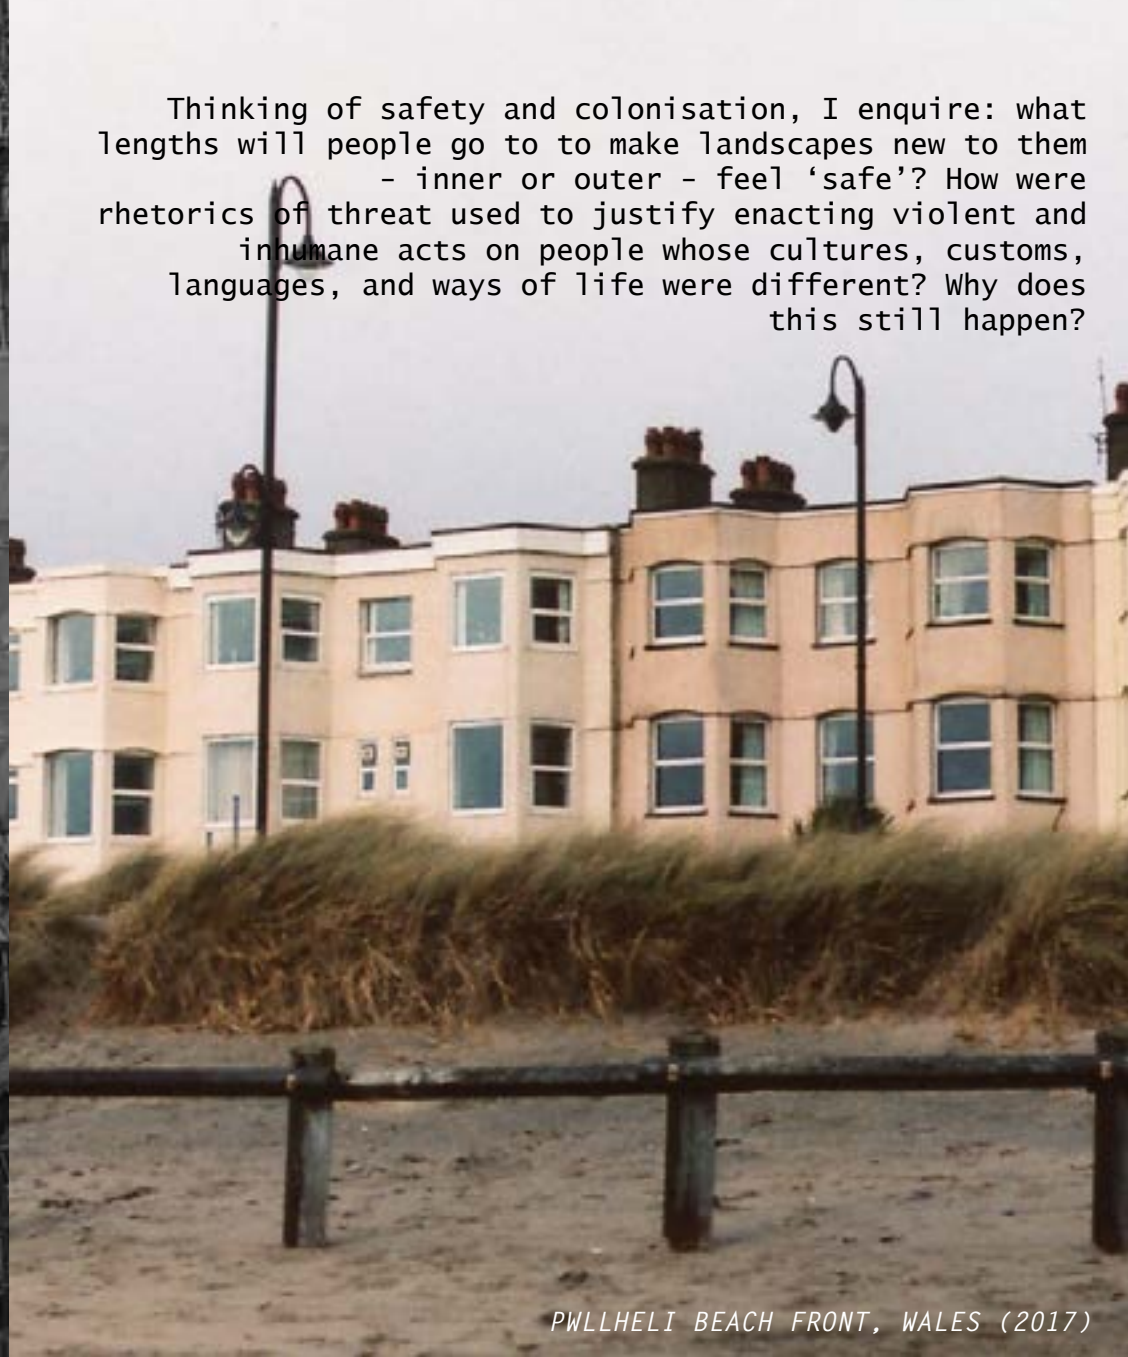 Thinking of safety and colonisation, I enquire: what
lengths will people go to to make landscapes new to them
- inner or outer - feel ‘safe’? How were
rhetorics of threat used to justify enacting violent and
inhumane acts on people whose cultures, customs,
languages, and ways of life were different? Why does
this still happen?
PWLLHELI BEACH FRONT, WALES (2017)